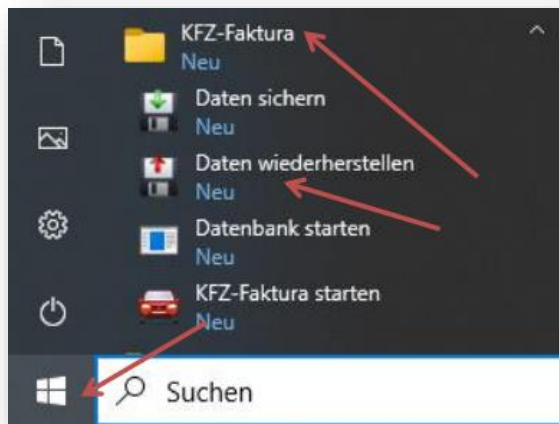 KFZ-Faktura
Neu
Daten sichern
Neu
Daten wiederherstellen
Neu
Datenbank starten
Neu
KFZ-Faktura starten
Neu
Suchen